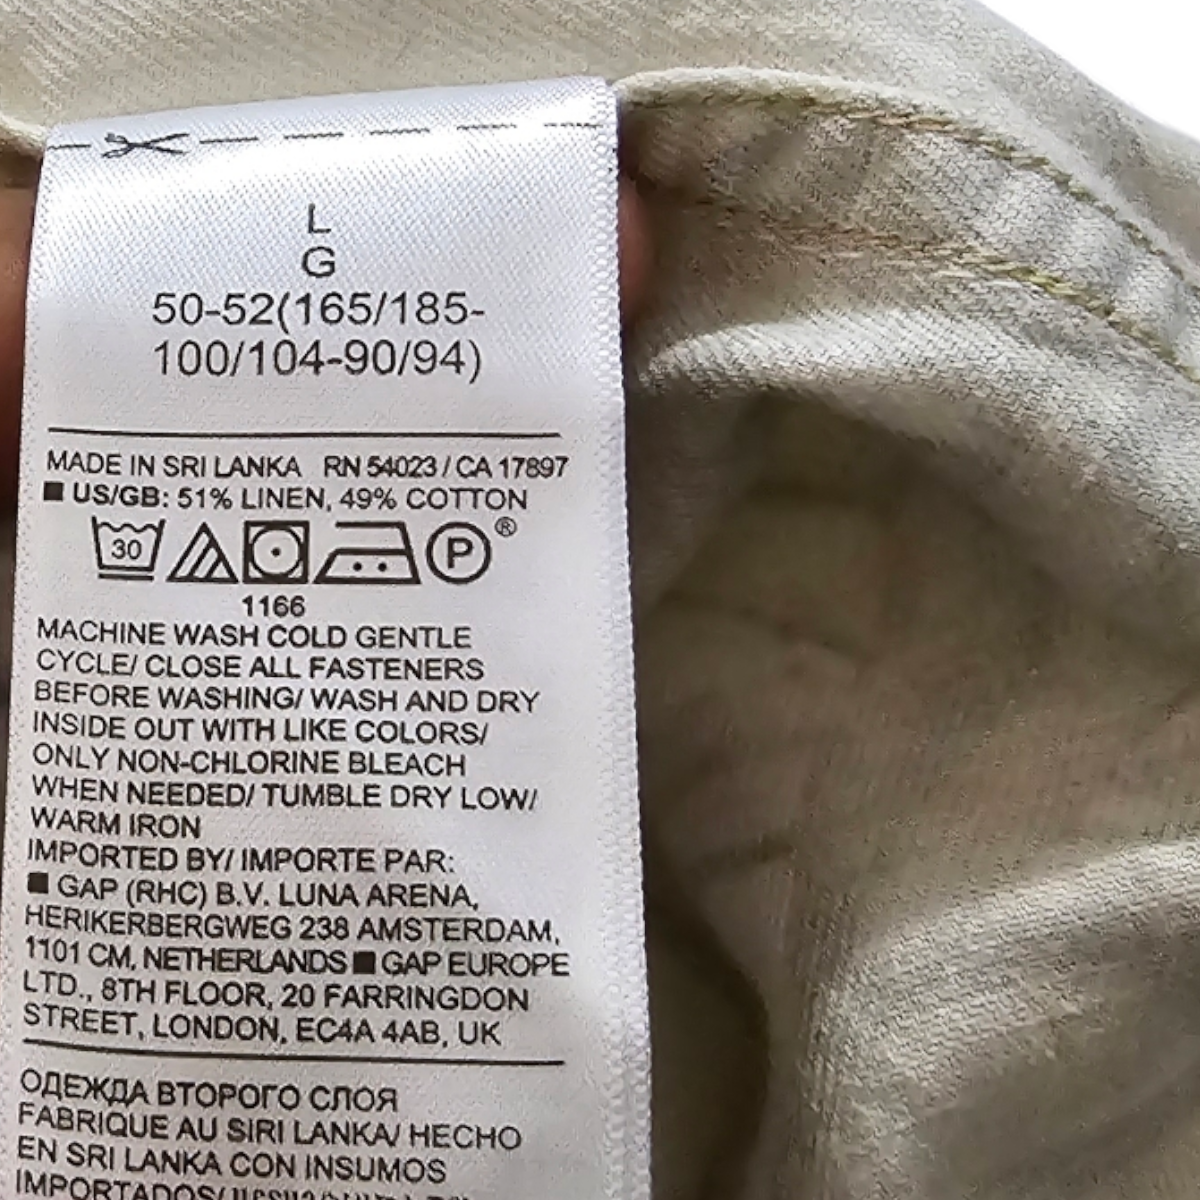 L
G
50-52(165/185-
100/104-90/94)
MADE IN SRI LANKA RN 54023 / CA 17897
■ US/GB: 51% LINEN, 49% COTTON
30 P ®
1166
MACHINE WASH COLD GENTLE
CYCLE/ CLOSE ALL FASTENERS
BEFORE WASHING/ WASH AND DRY
INSIDE OUT WITH LIKE COLORS/
ONLY NON-CHLORINE BLEACH
WHEN NEEDED/ TUMBLE DRY LOW/
WARM IRON
IMPORTED BY/ IMPORTE PAR:
■ GAP (RHC) B.V. LUNA ARENA,
HERIKERBERGWEG 238 AMSTERDAM,
1101 CM, NETHERLANDS ■ GAP EUROPE
LTD., 8TH FLOOR, 20 FARRINGDON
STREET, LONDON, EC4A 4AB, UK
ОДЕЖДА ВТОРОГО СЛОЯ
FABRIQUE AU SIRI LANKA/ HECHO
EN SRI LANKA CON INSUMOS
IMPORTADOS/